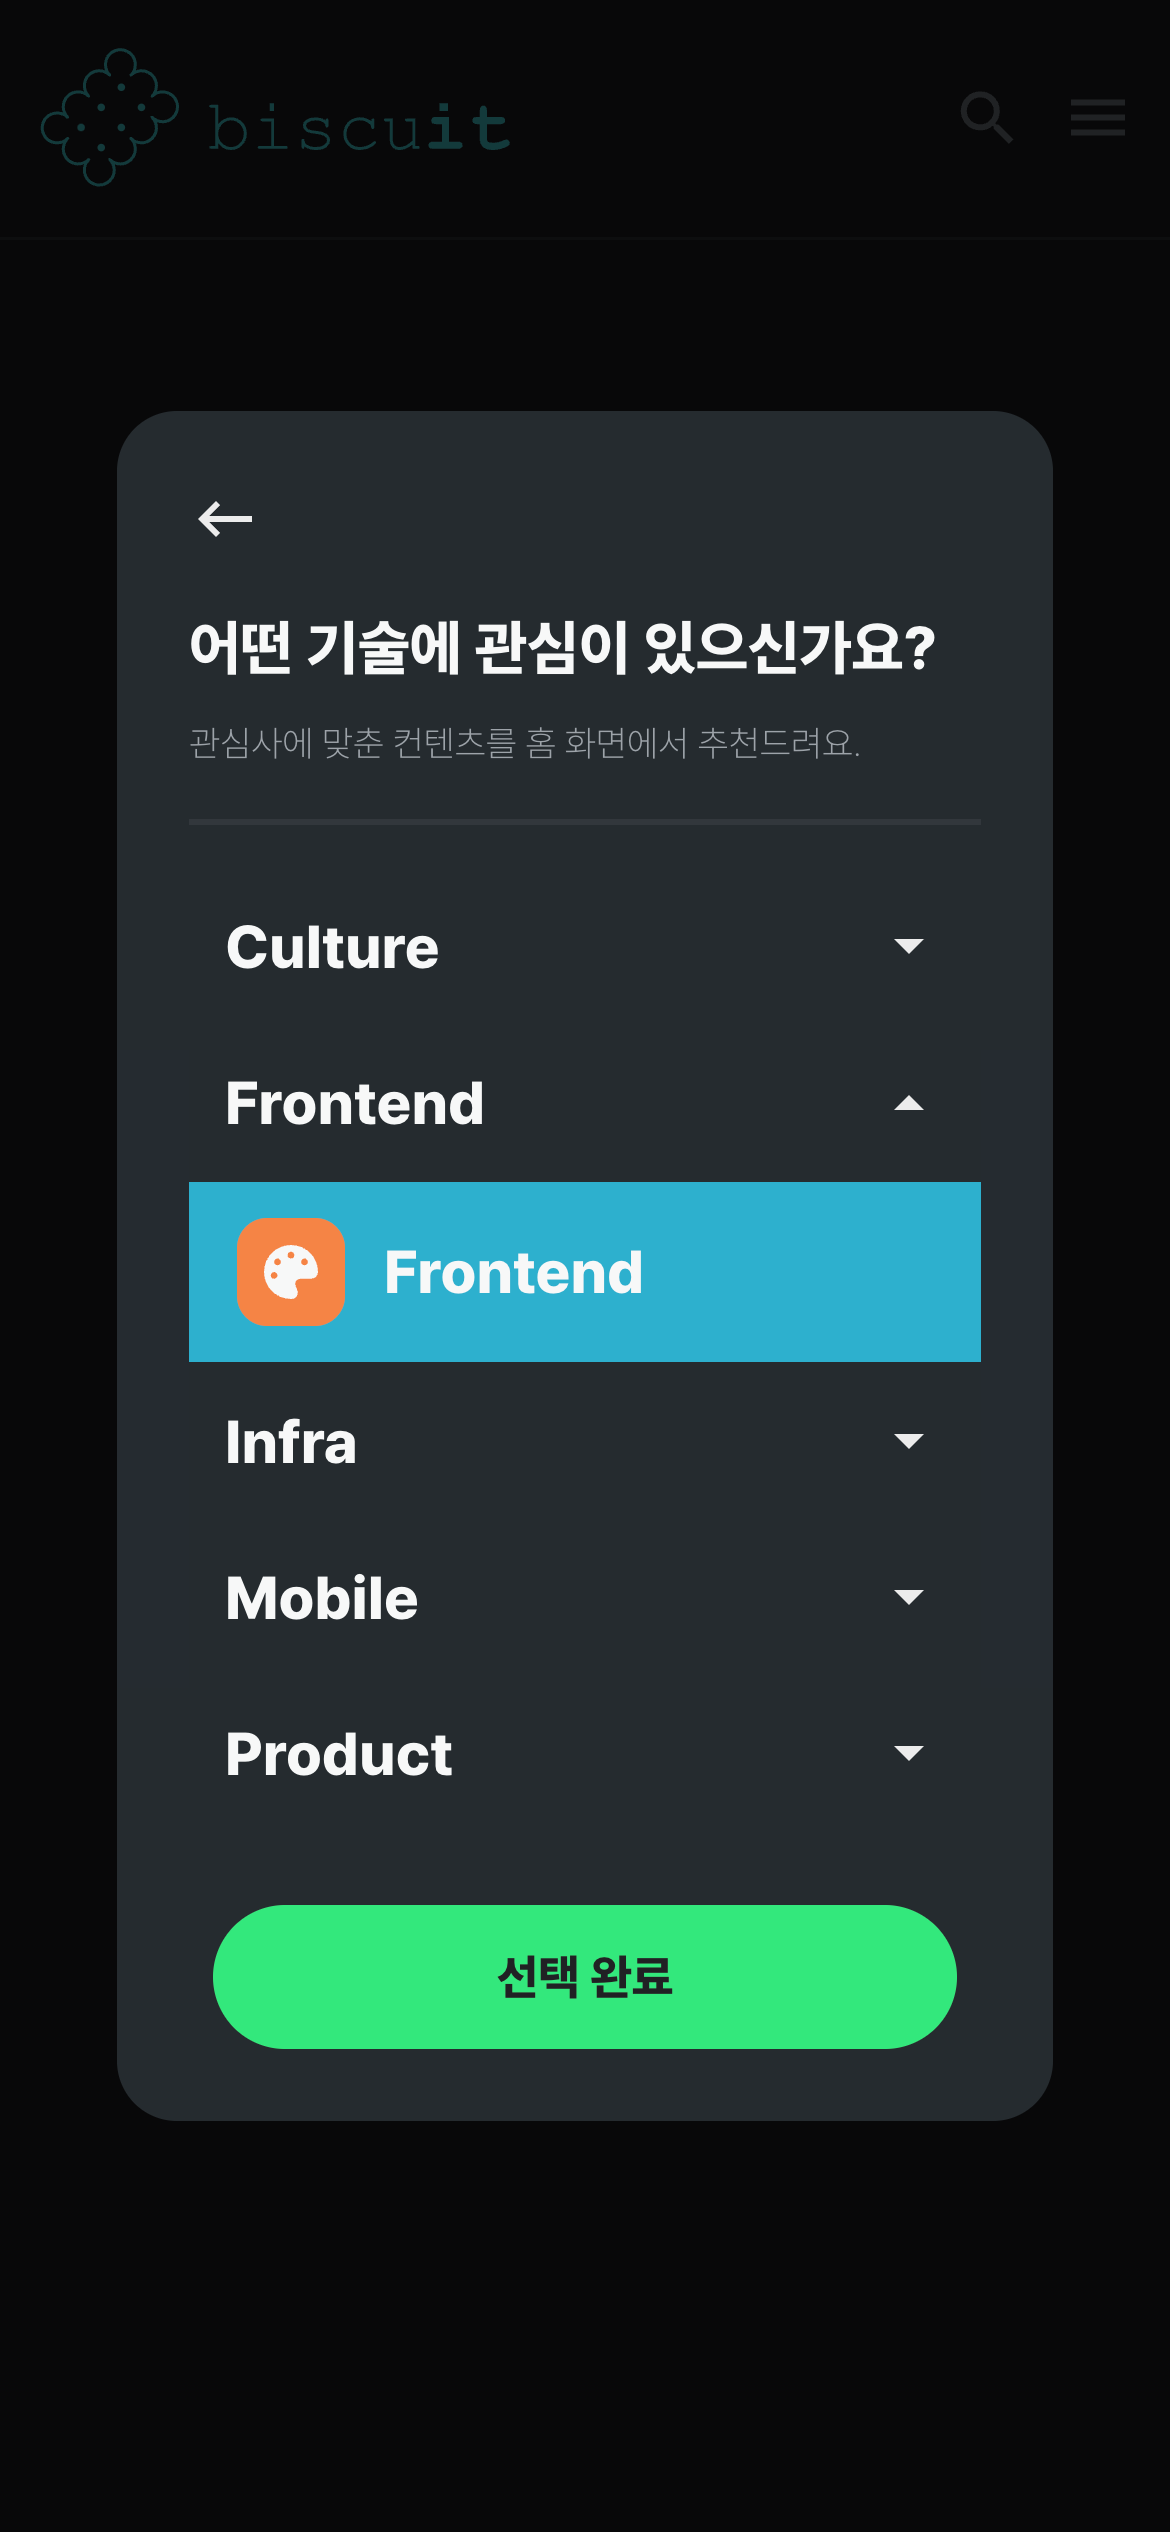 biscuit
어떤 기술에 관심이 있으신가요?
관심사에 맞춘 컨텐츠를 홈 화면에서 추천드려요.
Culture
Frontend
Frontend
Infra
Mobile
Product
선택 완료